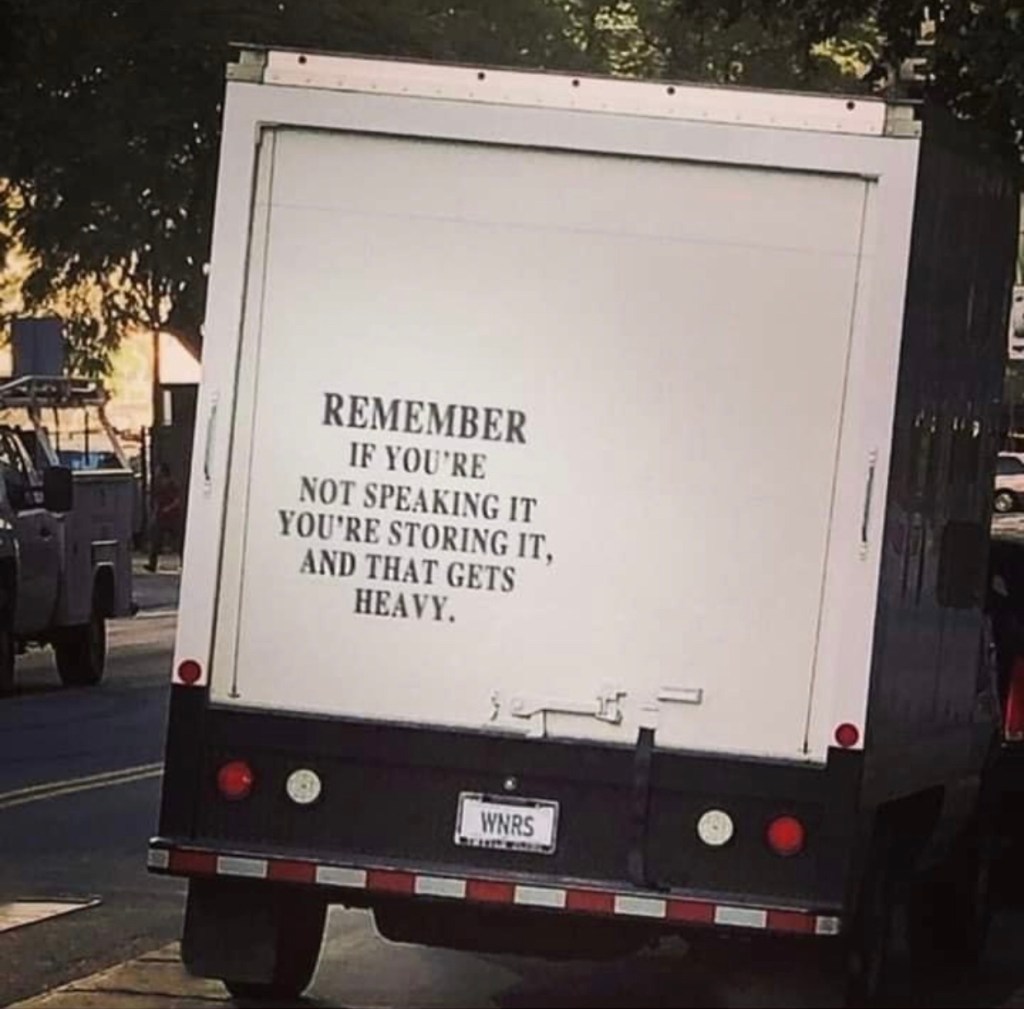 REMEMBER
IF YOU'RE
NOT SPEAKING IT
YOU'RE STORING IT,
AND THAT GETS
HEAVY.
WNRS